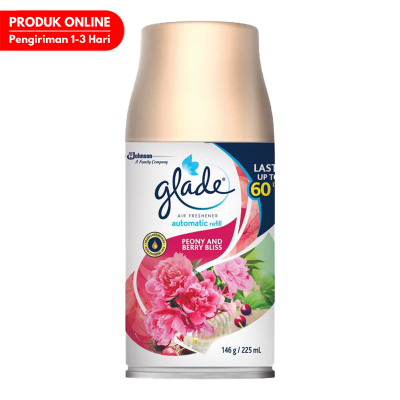 PRODUK ONLINE
Pengiriman 1-3 Hari
Johnson
A Family Company
glade
AIR FRESHENER
automatic refill
LAST
UP TO
60
PEONY AND
BERRY BLISS
146 g / 225 mL